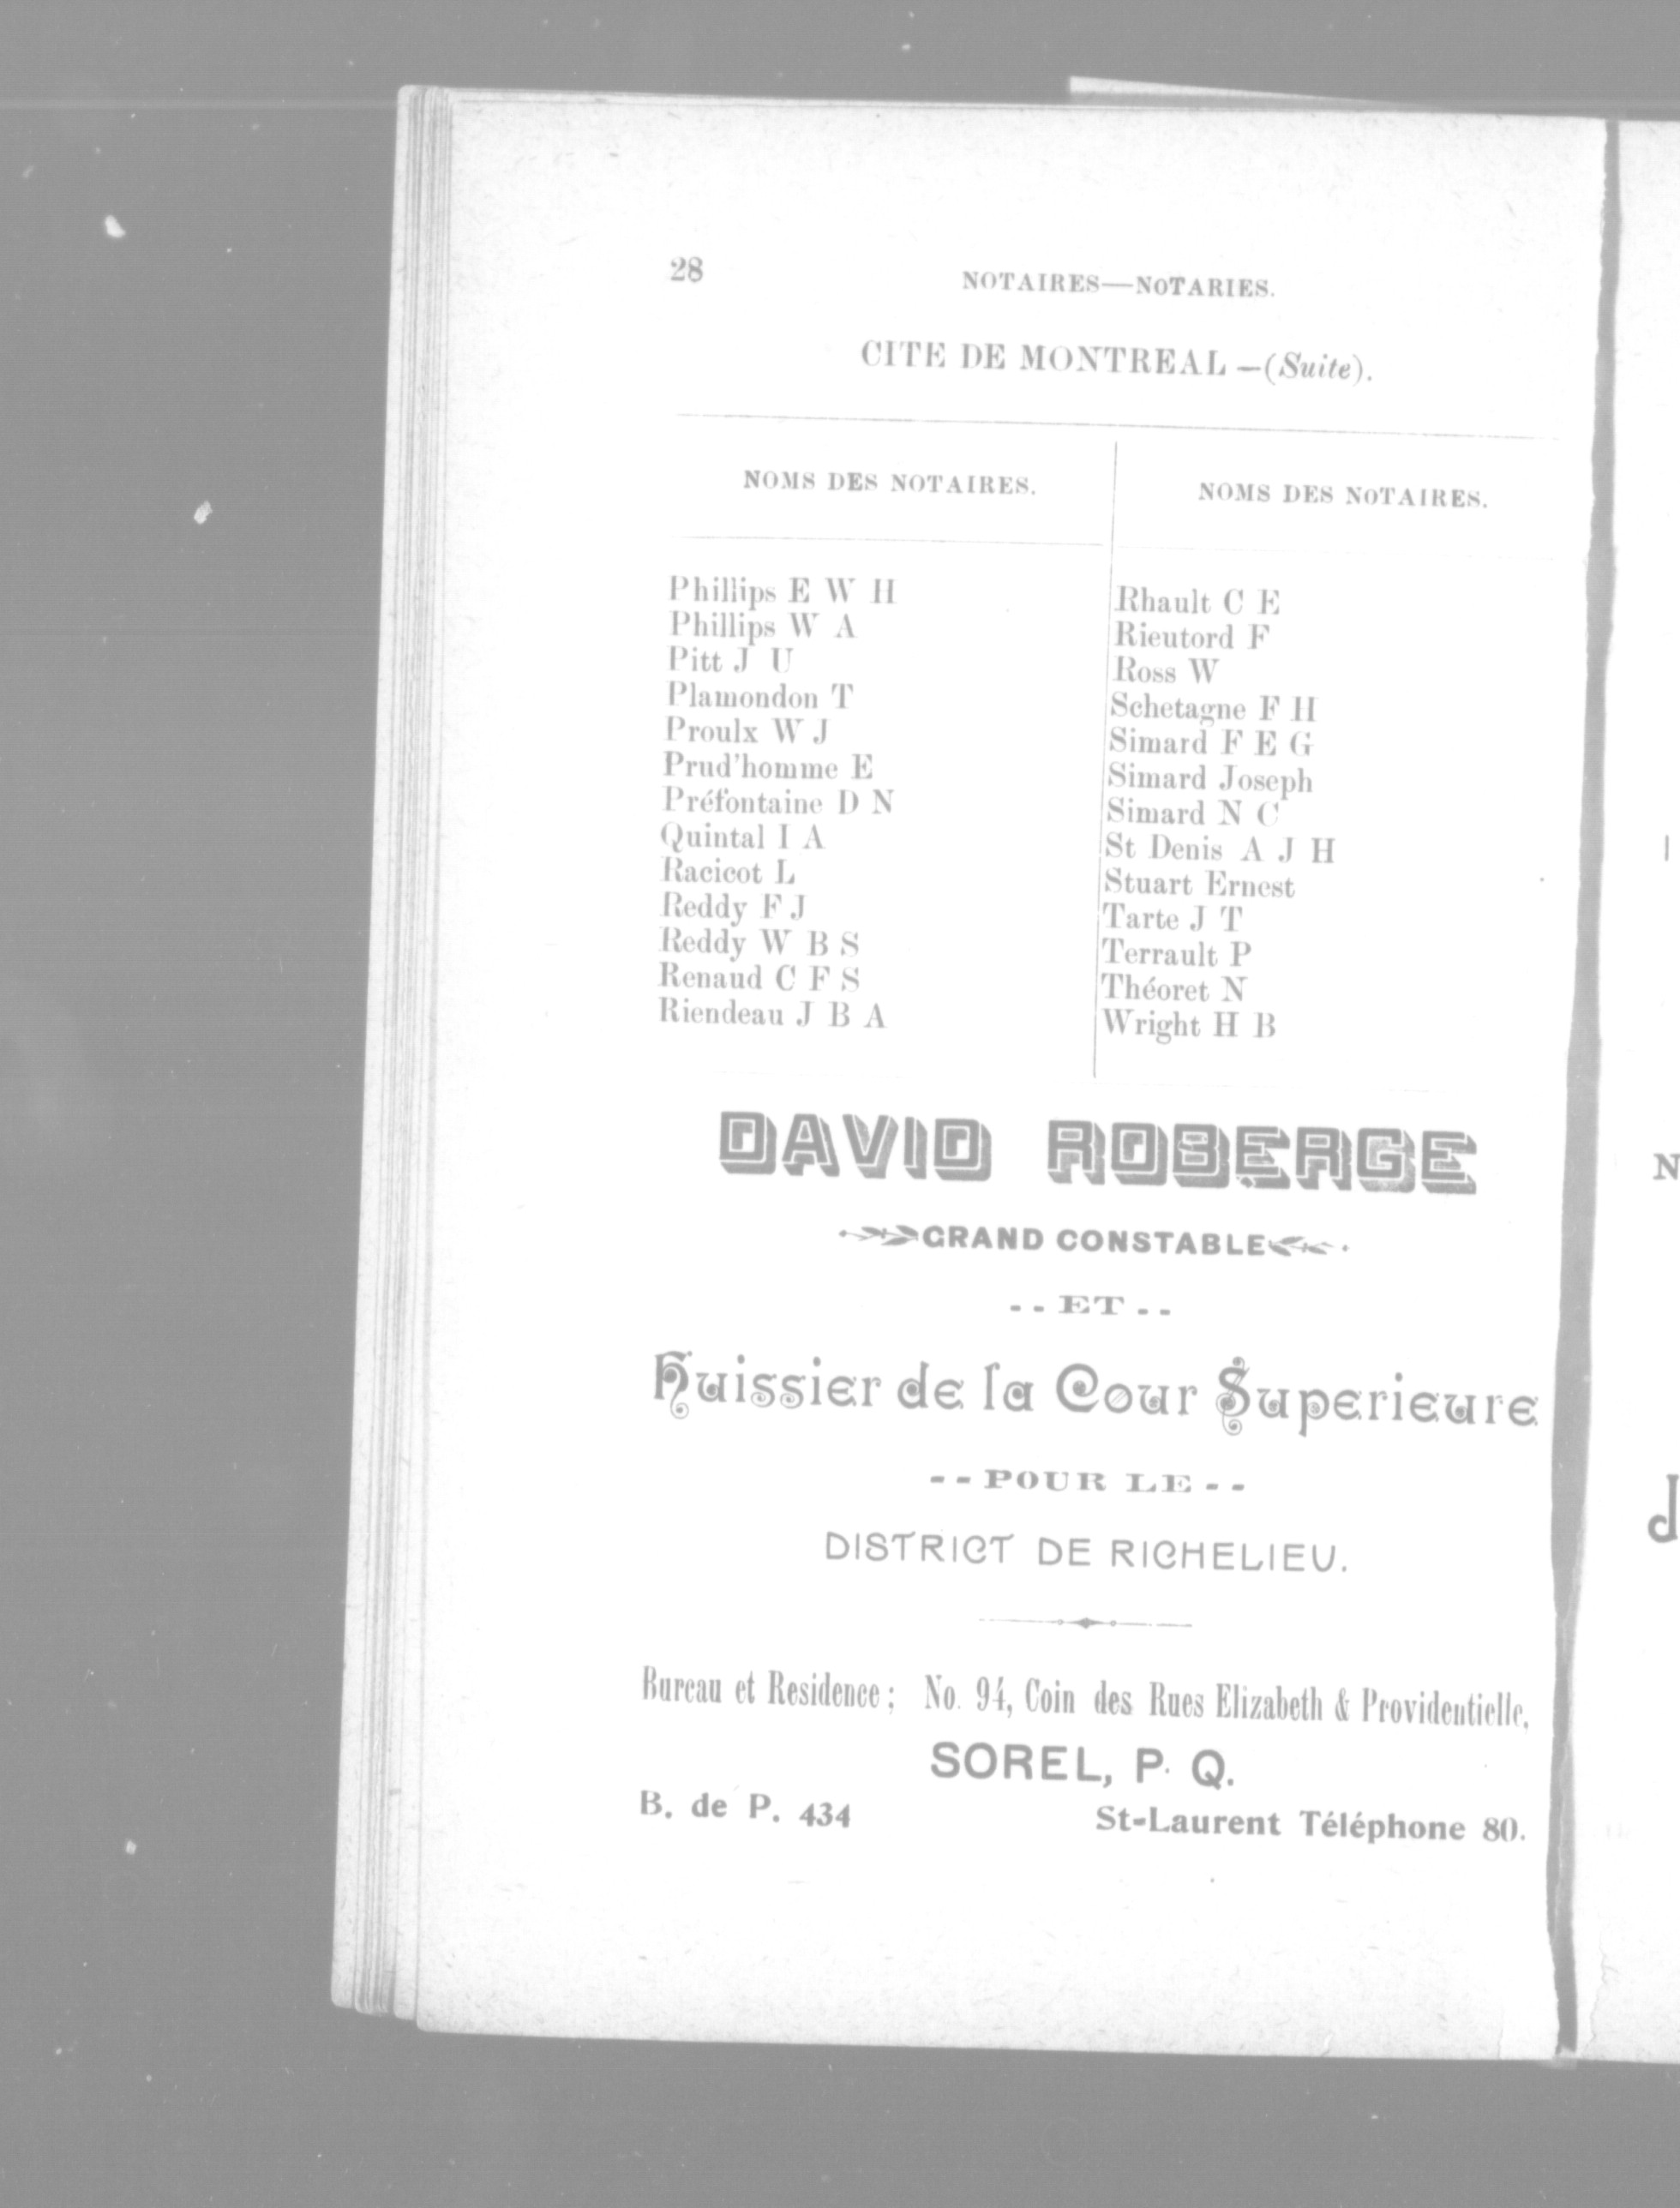 28
NOTAIRES—NOTARIES.
CITE DE MONTREAL —(Suite).
NOMS DES NOTAIRES.
Phillips E W H
Phillips W A
Pitt J U
Plamondon T
Proulx W J
Prud'homme E
Préfontaine D N
Quintal I A
Racicot L
Reddy F J
Reddy W B S
Renaud C F S
Riendeau J B A
NOMS DES NOTAIRES.
Rhault C E
Rieutord F
Ross W
Schetagne F H
Simard F E G
Simard Joseph
Simard N C
St Denis A J H
Stuart Ernest
Tarte J T
Terrault P
Théoret N
Wright H B
DAVID ROBERGE
GRAND CONSTABLE
-- ET --
Huissier de la Cour Superieure
-- POUR LE --
DISTRICT DE RICHELIEU.
Bureau et Residence; No. 94, Coin des Rues Elizabeth & Providentielle,
SOREL, P. Q.
B. de P. 434
St-Laurent Téléphone 80.